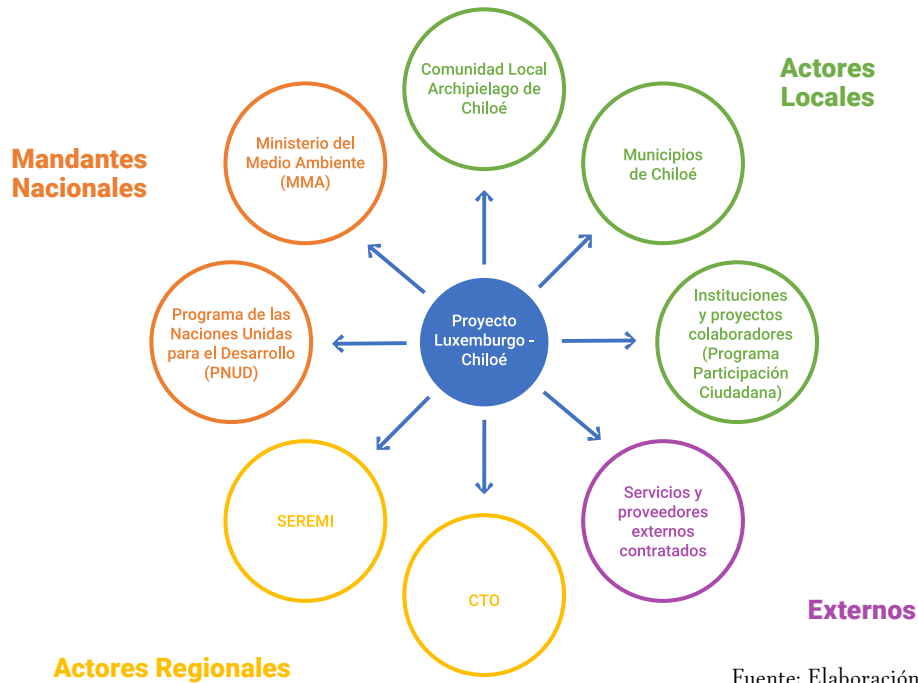 Comunidad Local
Archipielago de
Chiloé
Actores
Locales
Mandantes
Nacionales
Ministerio del
Medio Ambiente
(MMA)
Municipios
de Chiloé
Programa de las
Naciones Unidas
para el Desarrollo
(PNUD)
Proyecto
Luxemburgo -
Chiloé
Instituciones
y proyectos
colaboradores
(Programa
Participación
Ciudadana)
SEREMI
CTO
Servicios y
proveedores
externos
contratados
Externos
Actores Regionales
Fuente: Elaboración